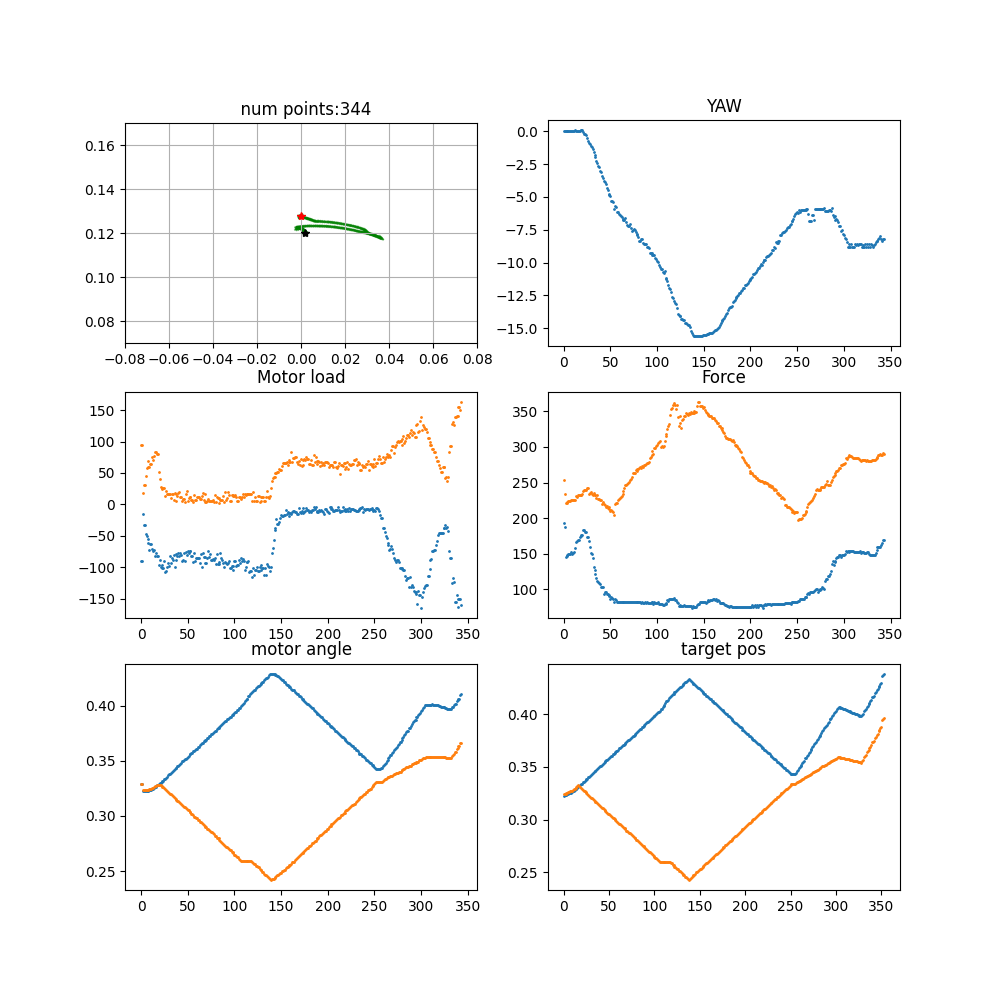 num points:344
YAW
0.16
0.14
0.12
0.10
0.08
−0.08 −0.06 −0.04 −0.02 0.00 0.02 0.04 0.06 0.08
0.0
−2.5
−5.0
−7.5
−10.0
−12.5
−15.0
0 50 100 150 200 250 300 350
Motor load
Force
150
100
50
0
−50
−100
−150
0 50 100 150 200 250 300 350
350
300
250
200
150
100
0 50 100 150 200 250 300 350
motor angle
target pos
0.40
0.35
0.30
0.25
0 50 100 150 200 250 300 350
0.40
0.35
0.30
0.25
0 50 100 150 200 250 300 350